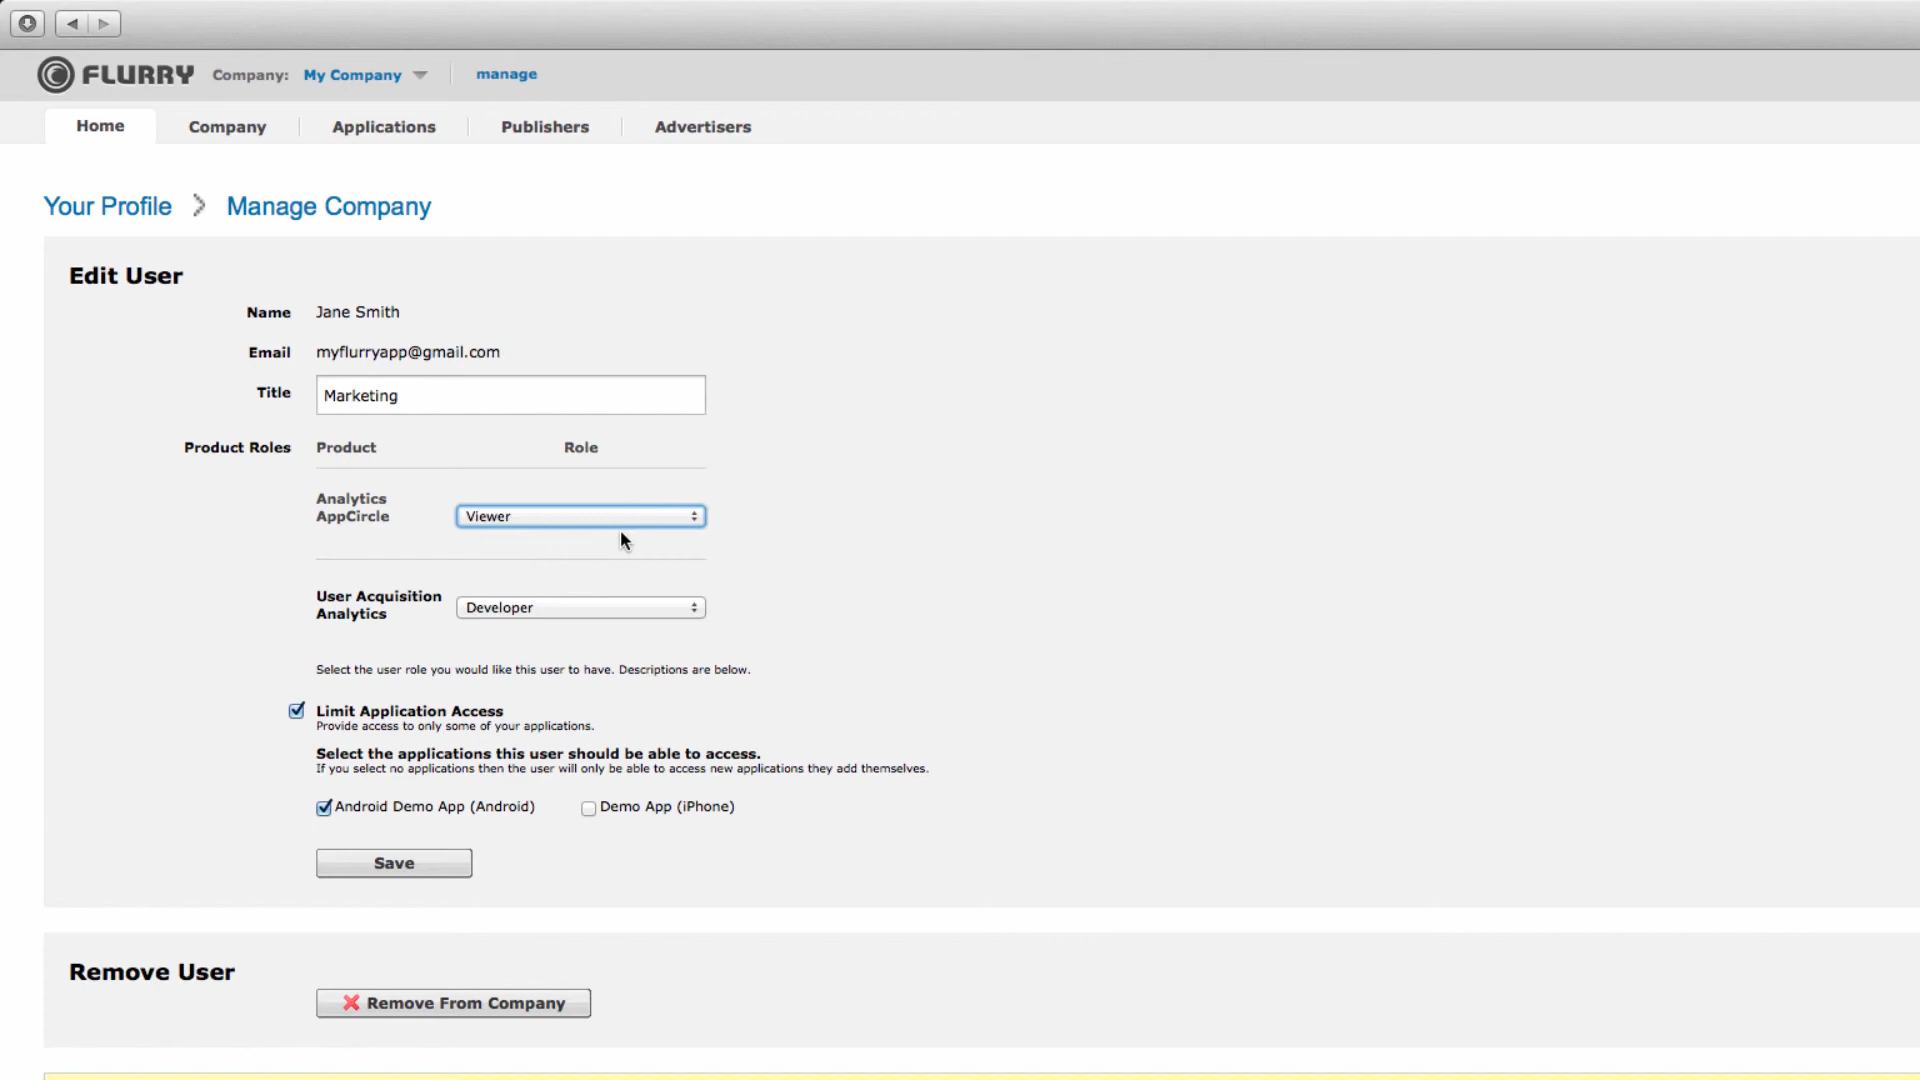 FLURRY Company: My Company manage
Home Company Applications Publishers Advertisers
Your Profile Manage Company
Edit User
Name Jane Smith
Email myflurryapp@gmail.com
Title Marketing
Product Roles Product Role
Analytics
AppCircle Viewer
User Acquisition
Analytics Developer
Select the user role you would like this user to have. Descriptions are below.
Limit Application Access
Provide access to only some of your applications.
Select the applications this user should be able to access.
If you select no applications then the user will only be able to access new applications they add themselves.
Android Demo App (Android) Demo App (iPhone)
Save
Remove User
Remove From Company